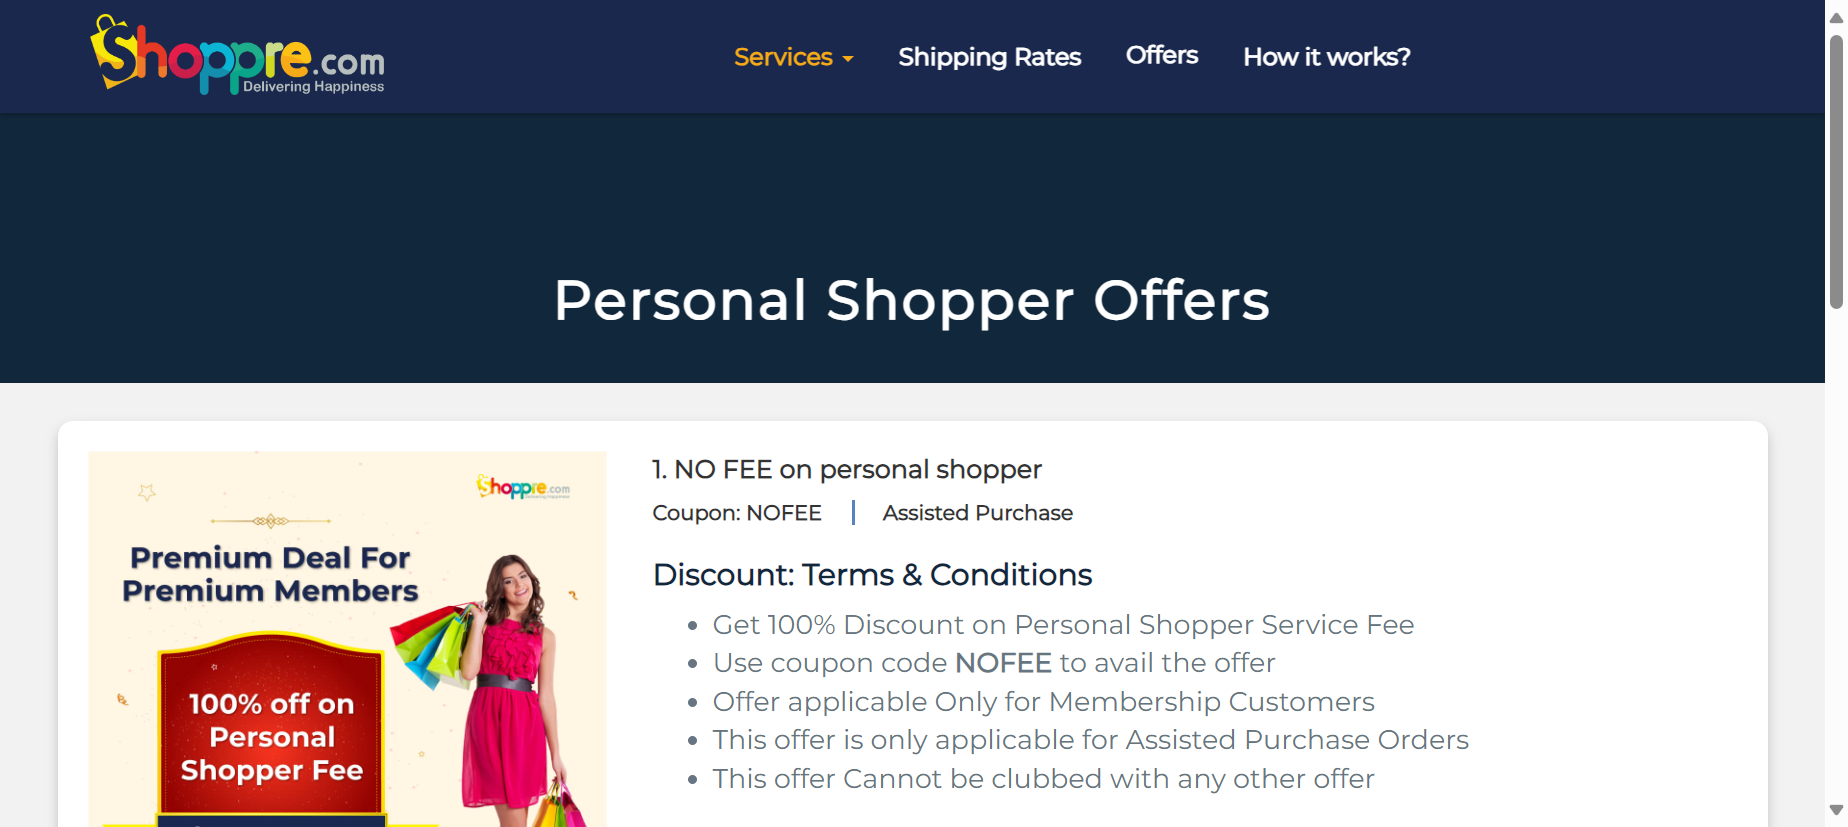 Shoppre.com
Delivering Happiness
Services
Shipping Rates
Offers
How it works?
Personal Shopper Offers
Shoppre.com
Premium Deal For
Premium Members
100% off on
Personal
Shopper Fee
1. NO FEE on personal shopper
Coupon: NOFEE
Assisted Purchase
Discount: Terms & Conditions
Get 100% Discount on Personal Shopper Service Fee
Use coupon code NOFEE to avail the offer
Offer applicable Only for Membership Customers
This offer is only applicable for Assisted Purchase Orders
This offer Cannot be clubbed with any other offer